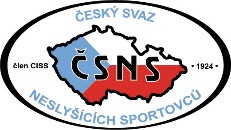 ČESKÝ SVAZ
člen CISS
ČSNS
• 1924 •
NESLYŠÍCÍCH SPORTOVCŮ